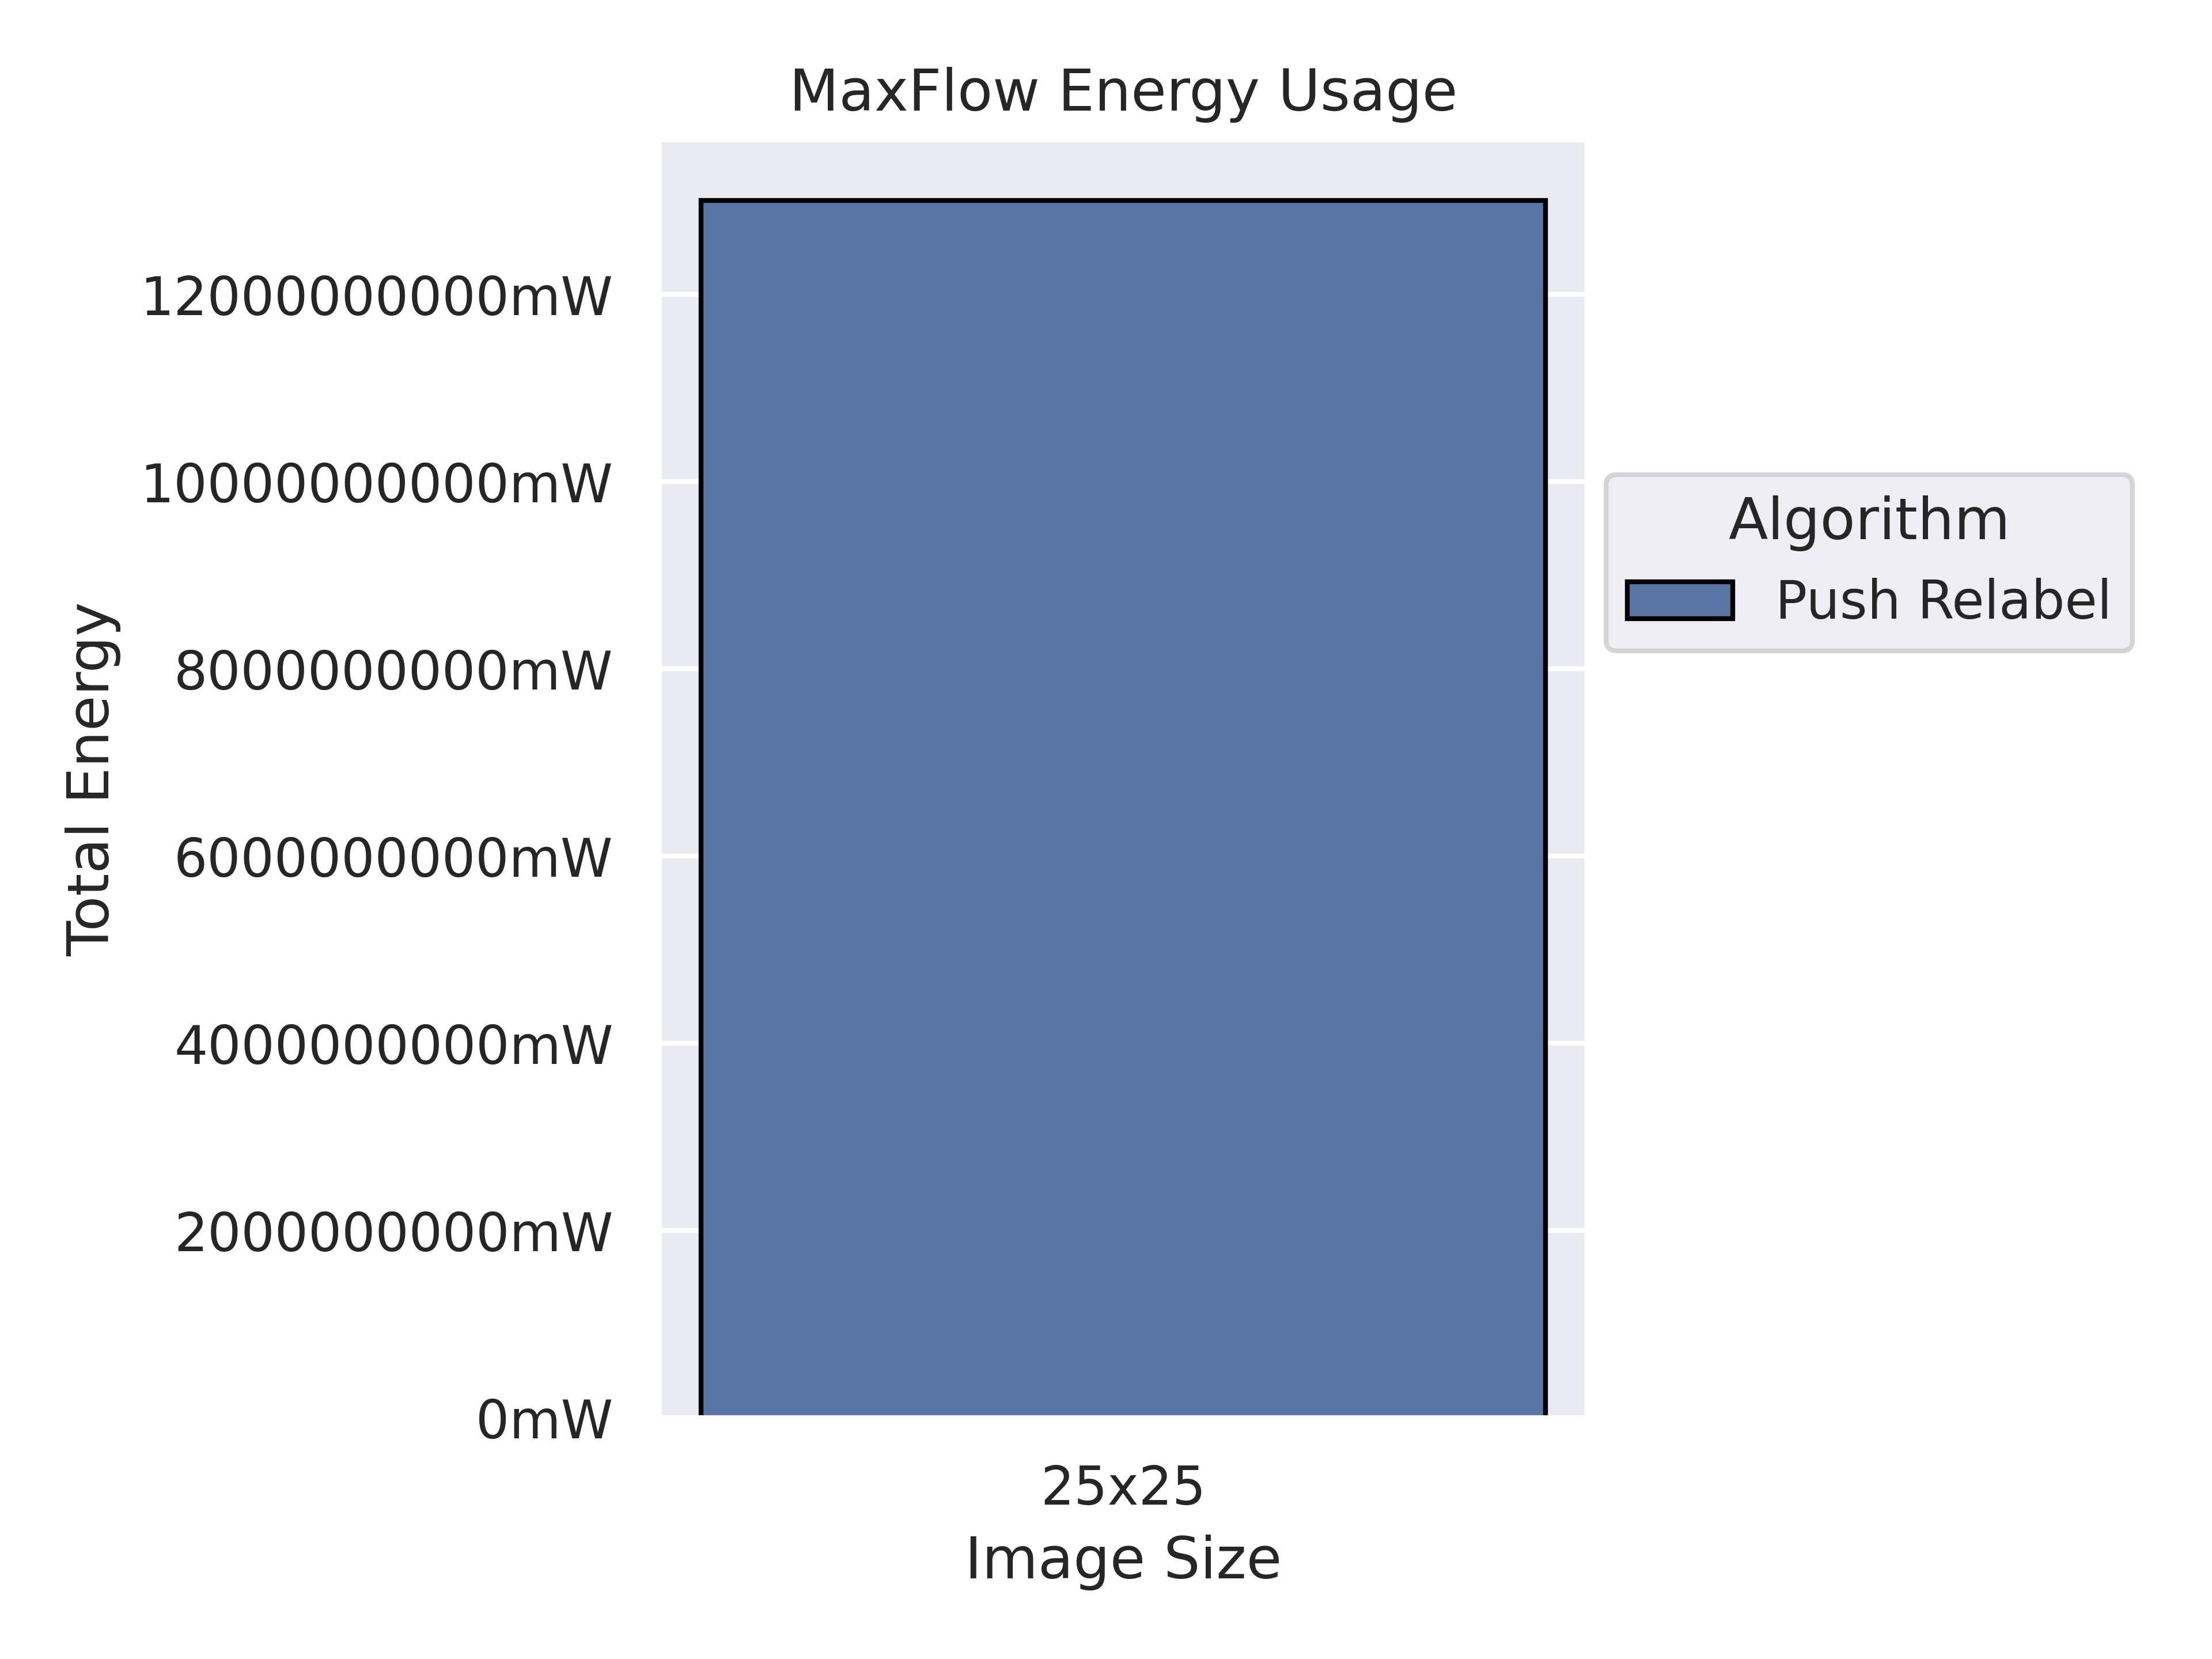 MaxFlow Energy Usage
12000000000mW
10000000000mW
8000000000mW
6000000000mW
4000000000mW
2000000000mW
0mW
Total Energy
25x25
Image Size
Algorithm
Push Relabel